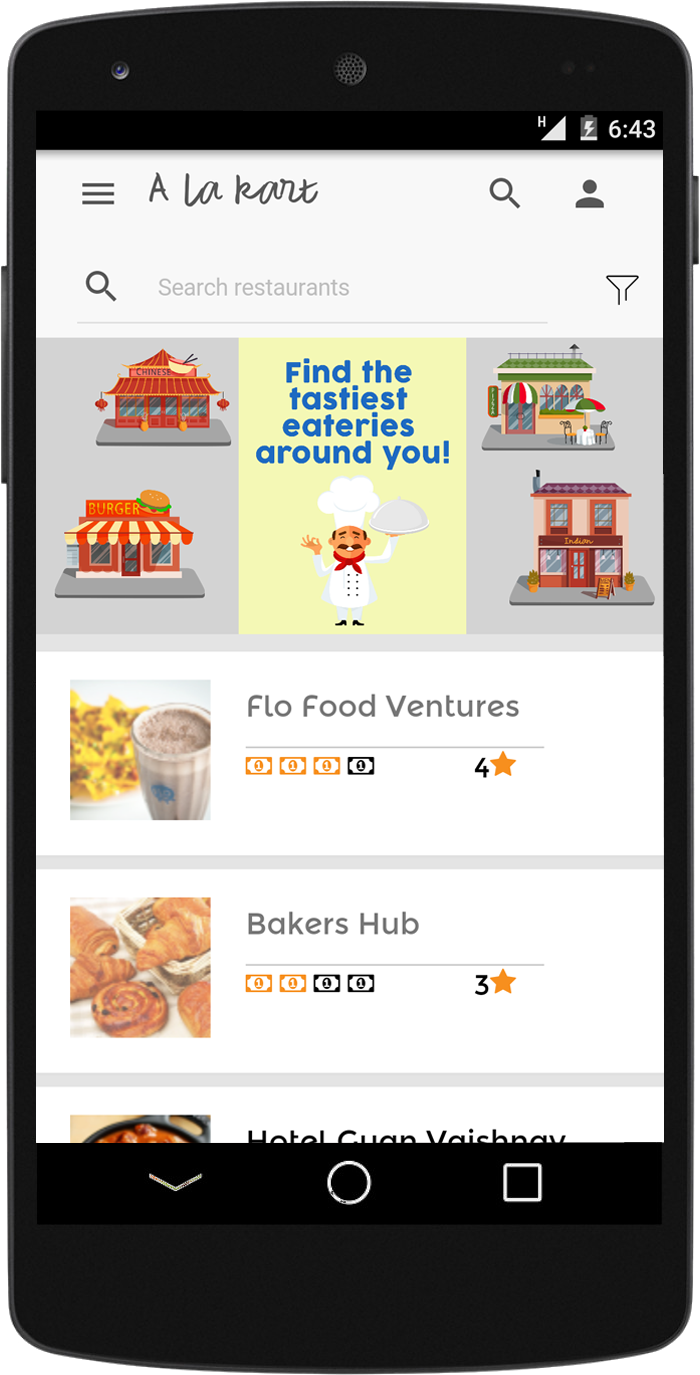 H 6:43
A la kart
Search restaurants
CHINESE
Find the
tastiest
eateries
around you!
BURGER
Indian
Flo Food Ventures
4
Bakers Hub
3